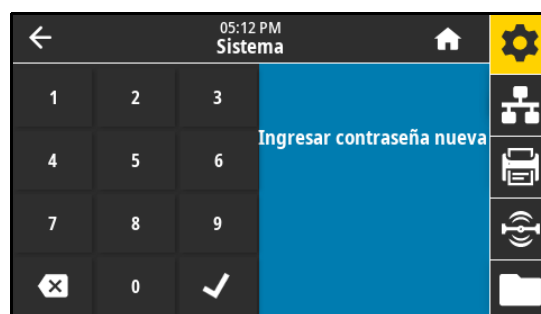 05:12 PM
Sistema
1 2 3
Ingresar contraseña nueva
4 5 6
7 8 9
0